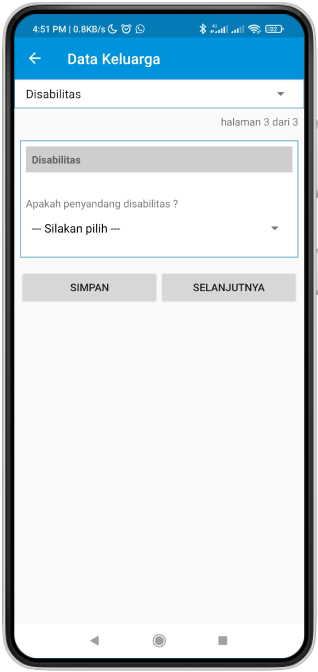 4:51 PM | 0.8KB/s
4G
Data Keluarga
Disabilitas
halaman 3 dari 3
Disabilitas
Apakah penyandang disabilitas ?
--- Silakan pilih ---
SIMPAN
SELANJUTNYA